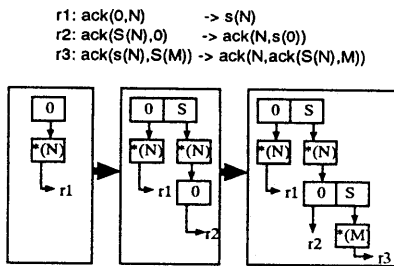 r1: ack(0,N) -> s(N)
r2: ack(S(N),0) -> ack(N,s(0))
r3: ack(s(N),S(M)) -> ack(N,ack(S(N),M))
0
*(N)
r1
0 S
*(N) *(N)
r1 0
r2
0 S
*(N) *(N)
r1 0 S
r2 *(M)
r3